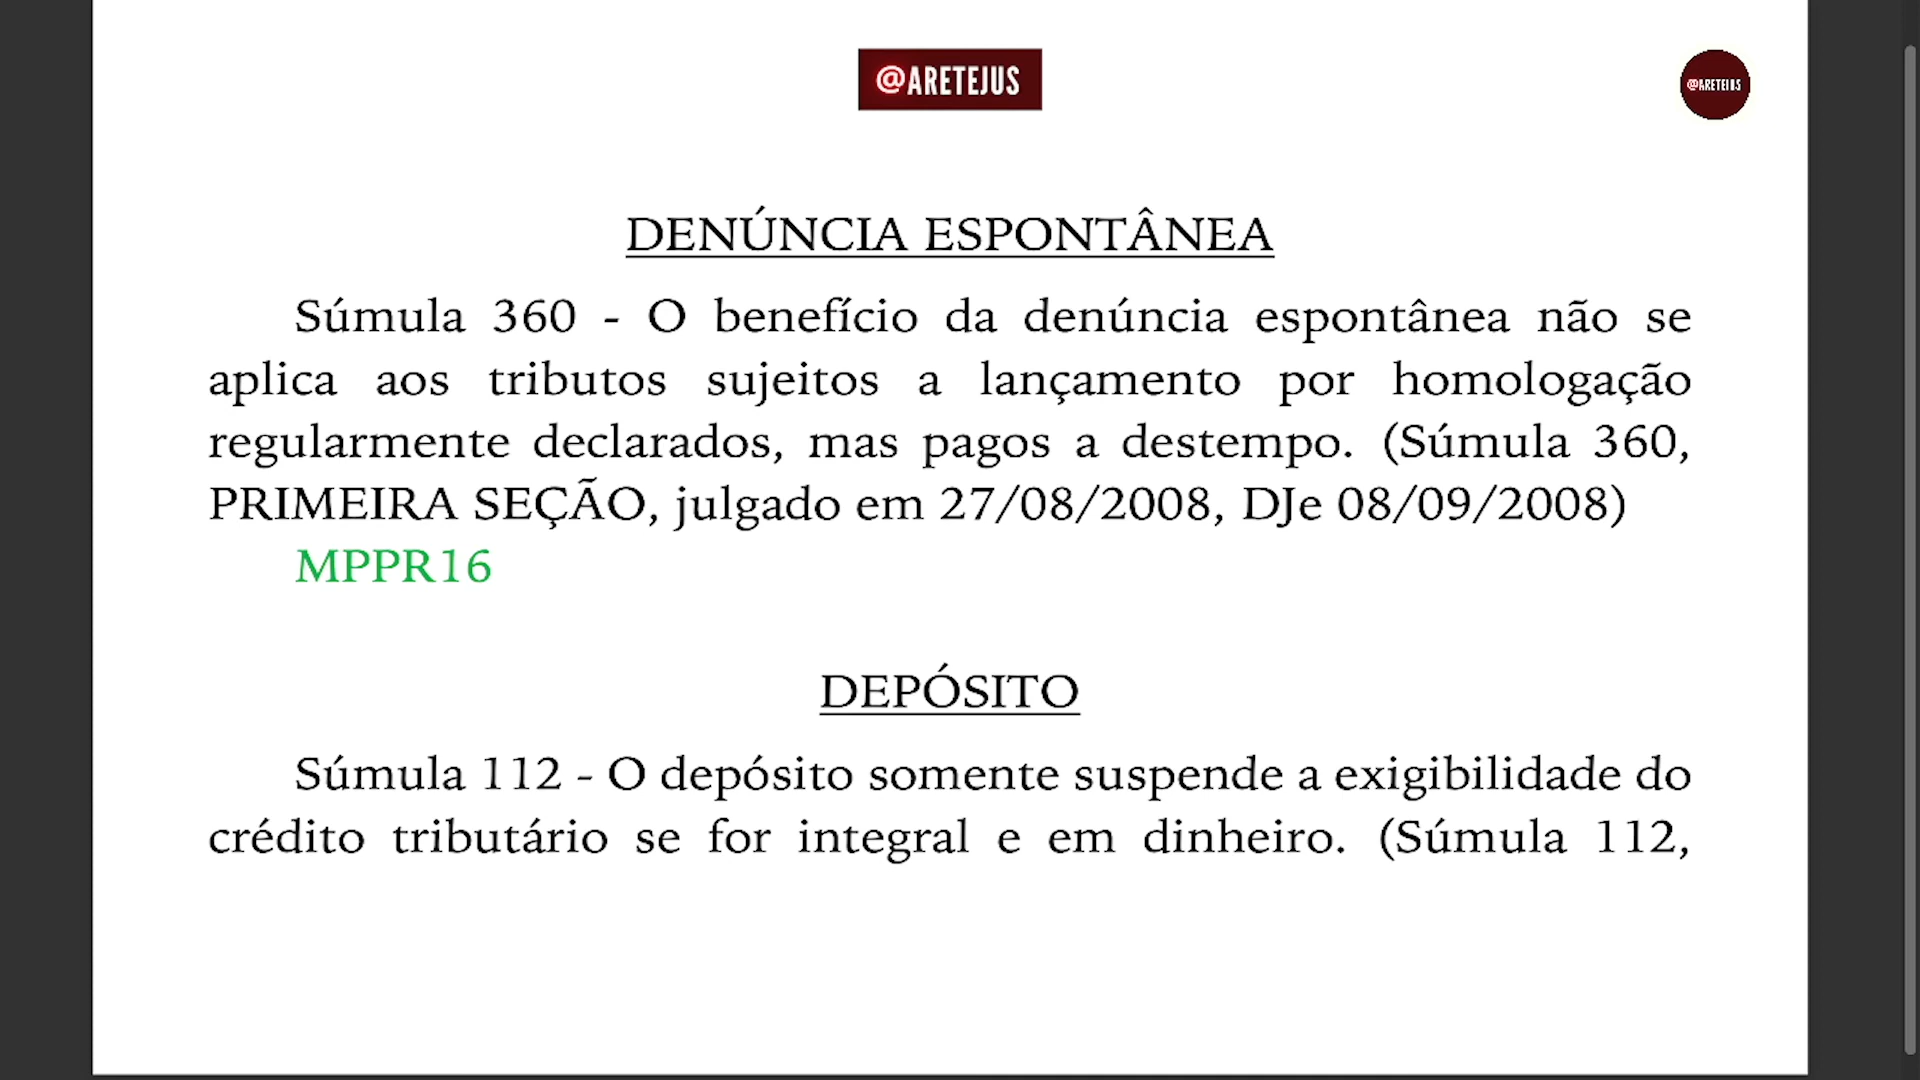 @ARETEJUS
@ARETEJUS
DENÚNCIA ESPONTÂNEA
Súmula 360 - O benefício da denúncia espontânea não se
aplica aos tributos sujeitos a lançamento por homologação
regularmente declarados, mas pagos a destempo. (Súmula 360,
PRIMEIRA SEÇÃO, julgado em 27/08/2008, DJe 08/09/2008)
MPPR16
DEPÓSITO
Súmula 112 - O depósito somente suspende a exigibilidade do
crédito tributário se for integral e em dinheiro. (Súmula 112,